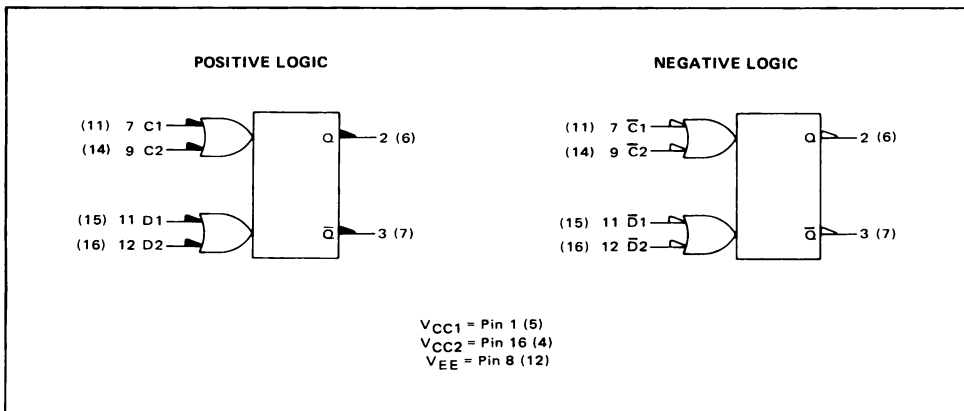 POSITIVE LOGIC
(11) 7 C1
(14) 9 C2
(15) 11 D1
(16) 12 D2
Q 2 (6)
Q̅ 3 (7)
NEGATIVE LOGIC
(11) 7 C̅1
(14) 9 C̅2
(15) 11 D̅1
(16) 12 D̅2
Q 2 (6)
Q̅ 3 (7)
VCC1 = Pin 1 (5)
VCC2 = Pin 16 (4)
VEE = Pin 8 (12)